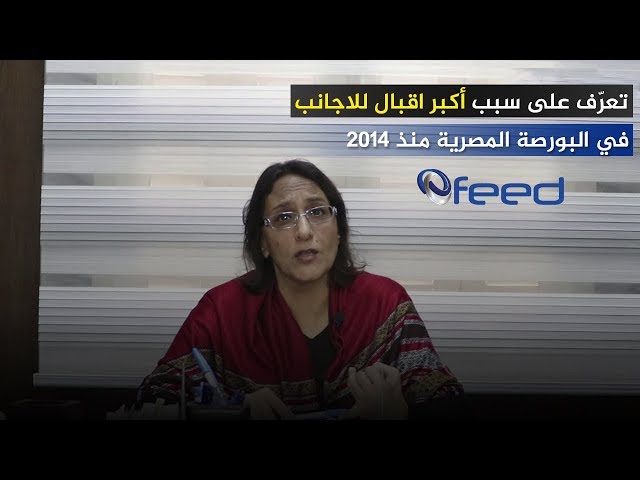 تعرّف على سبب أكبر اقبال للاجانب
في البورصة المصرية منذ 2014
feed